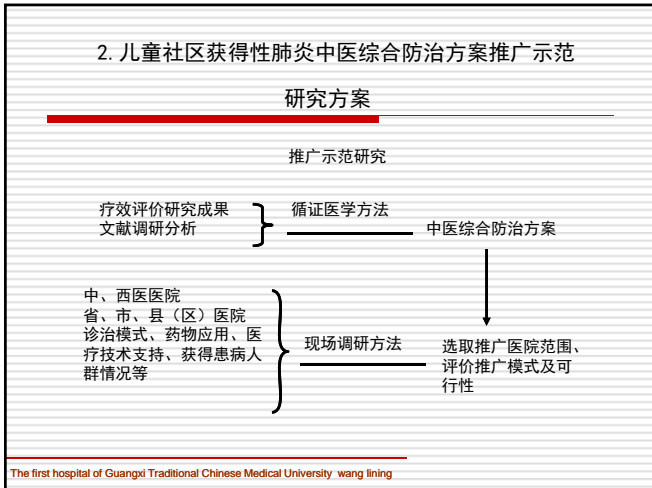 2. 儿童社区获得性肺炎中医综合防治方案推广示范
研究方案
推广示范研究
疗效评价研究成果
文献调研分析
循证医学方法
中医综合防治方案
中、西医医院
省、市、县（区）医院
诊治模式、药物应用、医
疗技术支持、获得患病人
群情况等
现场调研方法
选取推广医院范围、
评价推广模式及可
行性
The first hospital of Guangxi Traditional Chinese Medical University wang lining